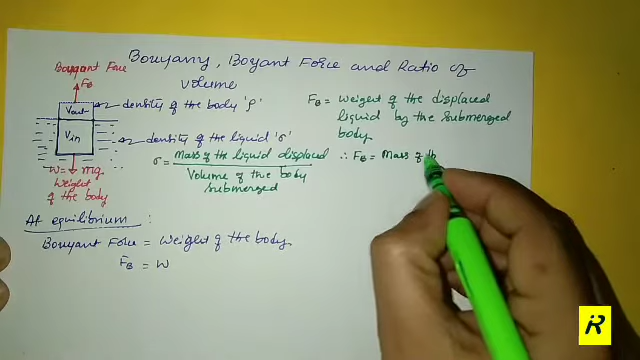 Bouyany, Boyant Force and Ratio of
volume
Bouyant Force
FB
Vout
density of the body 'ρ'
Vin
density of the liquid 'σ'
W = mg
Weight
of the body
σ = Mass of the liquid displaced
Volume of the body
submerged
FB = weight of the displaced
liquid by the submerged
body.
∴ FB = Mass of th
At equilibrium :
Bouyant Force = weight of the body.
FB = W
R